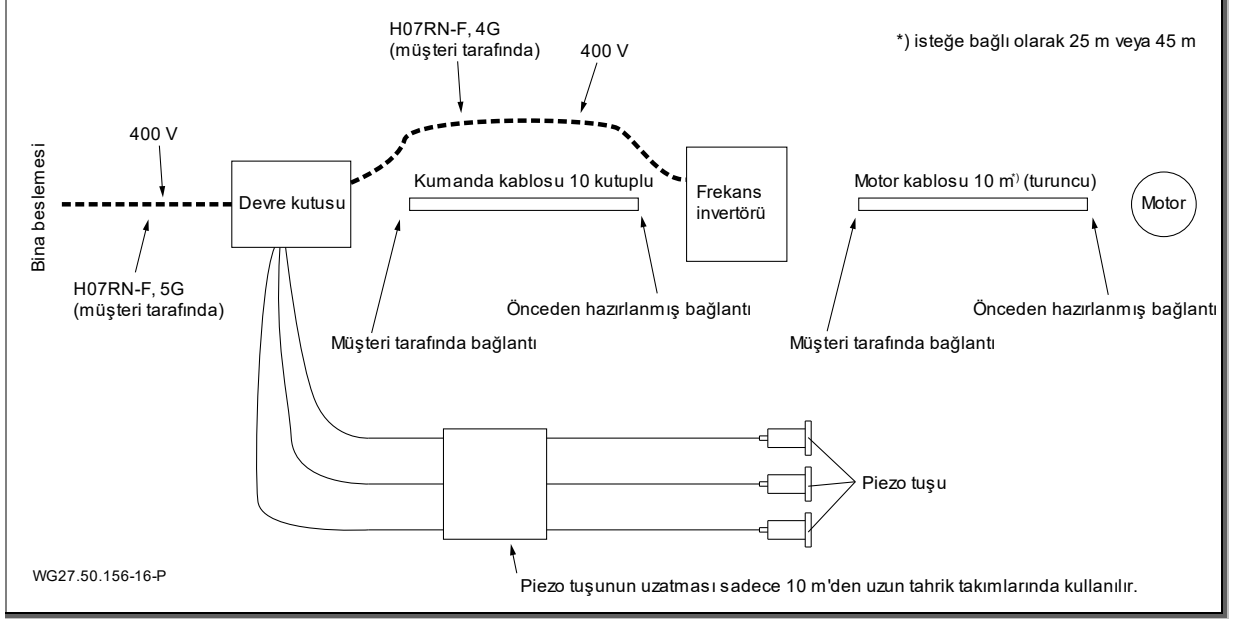 H07RN-F, 4G
(müşteri tarafında)
400 V
*) isteğe bağlı olarak 25 m veya 45 m
400 V
Bina beslemesi
Devre kutusu
Kumanda kablosu 10 kutuplu
Frekans
invertörü
Motor kablosu 10 m*) (turuncu)
Motor
H07RN-F, 5G
(müşteri tarafında)
Önceden hazırlanmış bağlantı
Önceden hazırlanmış bağlantı
Müşteri tarafında bağlantı
Müşteri tarafında bağlantı
Piezo tuşu
WG27.50.156-16-P
Piezo tuşunun uzatması sadece 10 m'den uzun tahrik takımlarında kullanılır.